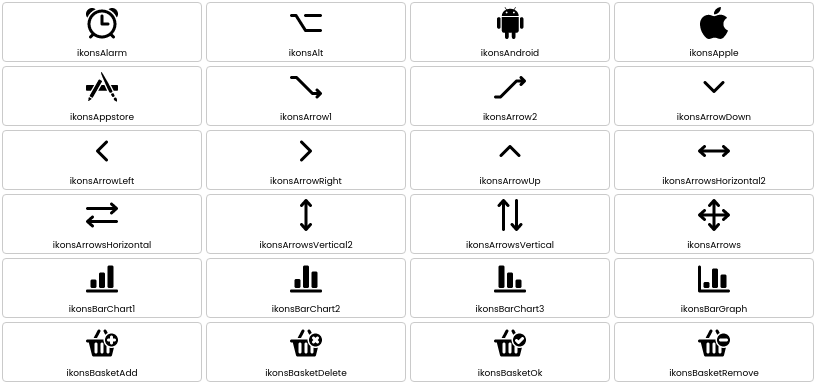 ikonsAlarm
ikonsAlt
ikonsAndroid
ikonsApple
ikonsAppstore
ikonsArrow1
ikonsArrow2
ikonsArrowDown
ikonsArrowLeft
ikonsArrowRight
ikonsArrowUp
ikonsArrowsHorizontal2
ikonsArrowsHorizontal
ikonsArrowsVertical2
ikonsArrowsVertical
ikonsArrows
ikonsBarChart1
ikonsBarChart2
ikonsBarChart3
ikonsBarGraph
ikonsBasketAdd
ikonsBasketDelete
ikonsBasketOk
ikonsBasketRemove